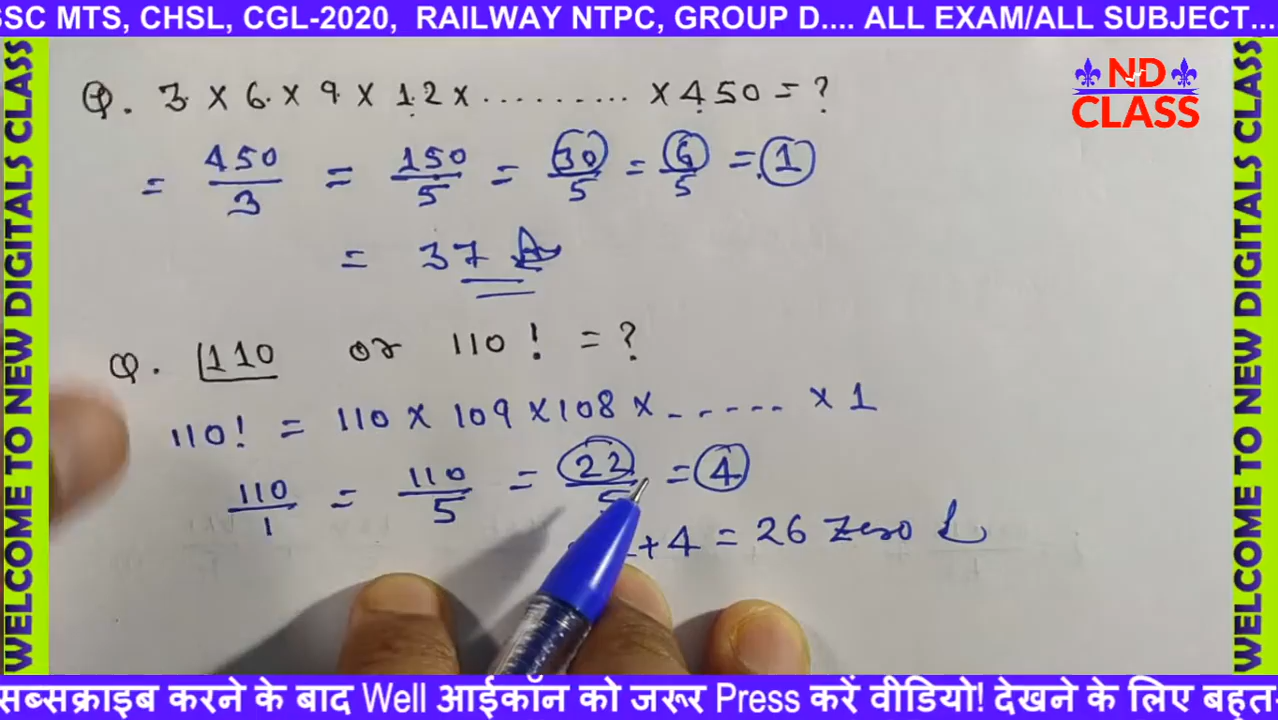 SSC MTS, CHSL, CGL-2020, RAILWAY NTPC, GROUP D.... ALL EXAM/ALL SUBJECT...
ND
CLASS
WELCOME TO NEW DIGITALS CLASS
WELCOME TO NEW DIGITALS CLASS
Q. 3 × 6 × 9 × 12 × ......... × 450 = ?
= 450/3 = 150/5 = 30/5 = 6/5 = 1
= 37
Q. |110 or 110! = ?
110! = 110 × 109 × 108 × ------ × 1
110/1 = 110/5 = 22/5 = 4
+4 = 26 Zero
सब्सक्राइब करने के बाद Well आईकॉन को जरूर Press करें वीडियो! देखने के लिए बहुत